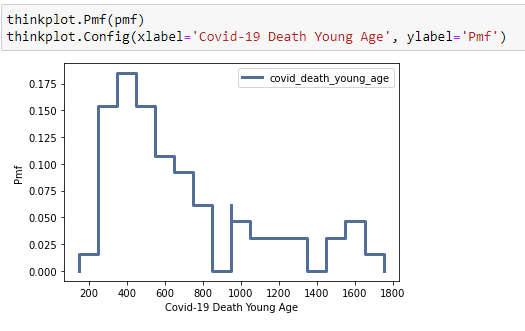 thinkplot.Pmf(pmf)
thinkplot.Config(xlabel='Covid-19 Death Young Age', ylabel='Pmf')
covid_death_young_age
0.175
0.150
0.125
0.100
0.075
0.050
0.025
0.000
Pmf
200 400 600 800 1000 1200 1400 1600 1800
Covid-19 Death Young Age